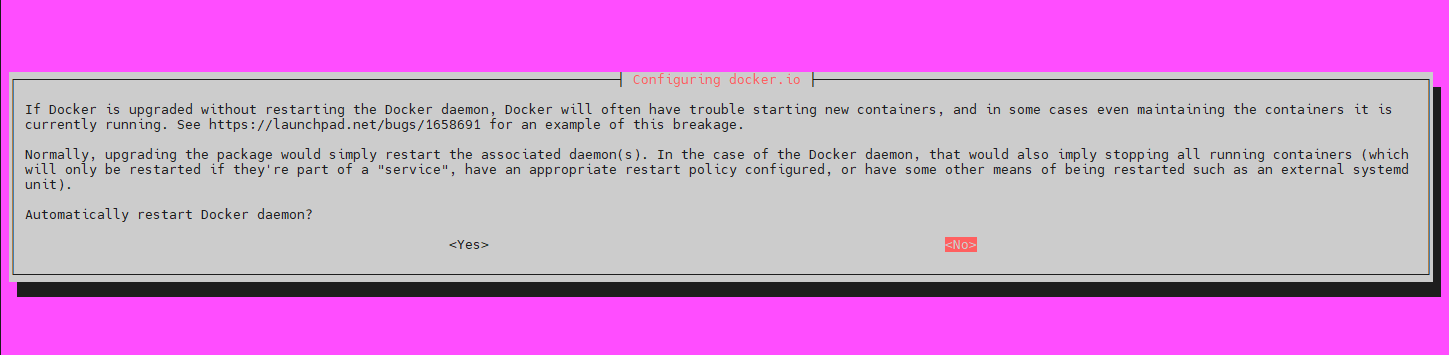 Configuring docker.io
If Docker is upgraded without restarting the Docker daemon, Docker will often have trouble starting new containers, and in some cases even maintaining the containers it is
currently running. See https://launchpad.net/bugs/1658691 for an example of this breakage.
Normally, upgrading the package would simply restart the associated daemon(s). In the case of the Docker daemon, that would also imply stopping all running containers (which
will only be restarted if they're part of a "service", have an appropriate restart policy configured, or have some other means of being restarted such as an external systemd
unit).
Automatically restart Docker daemon?
<Yes> <No>